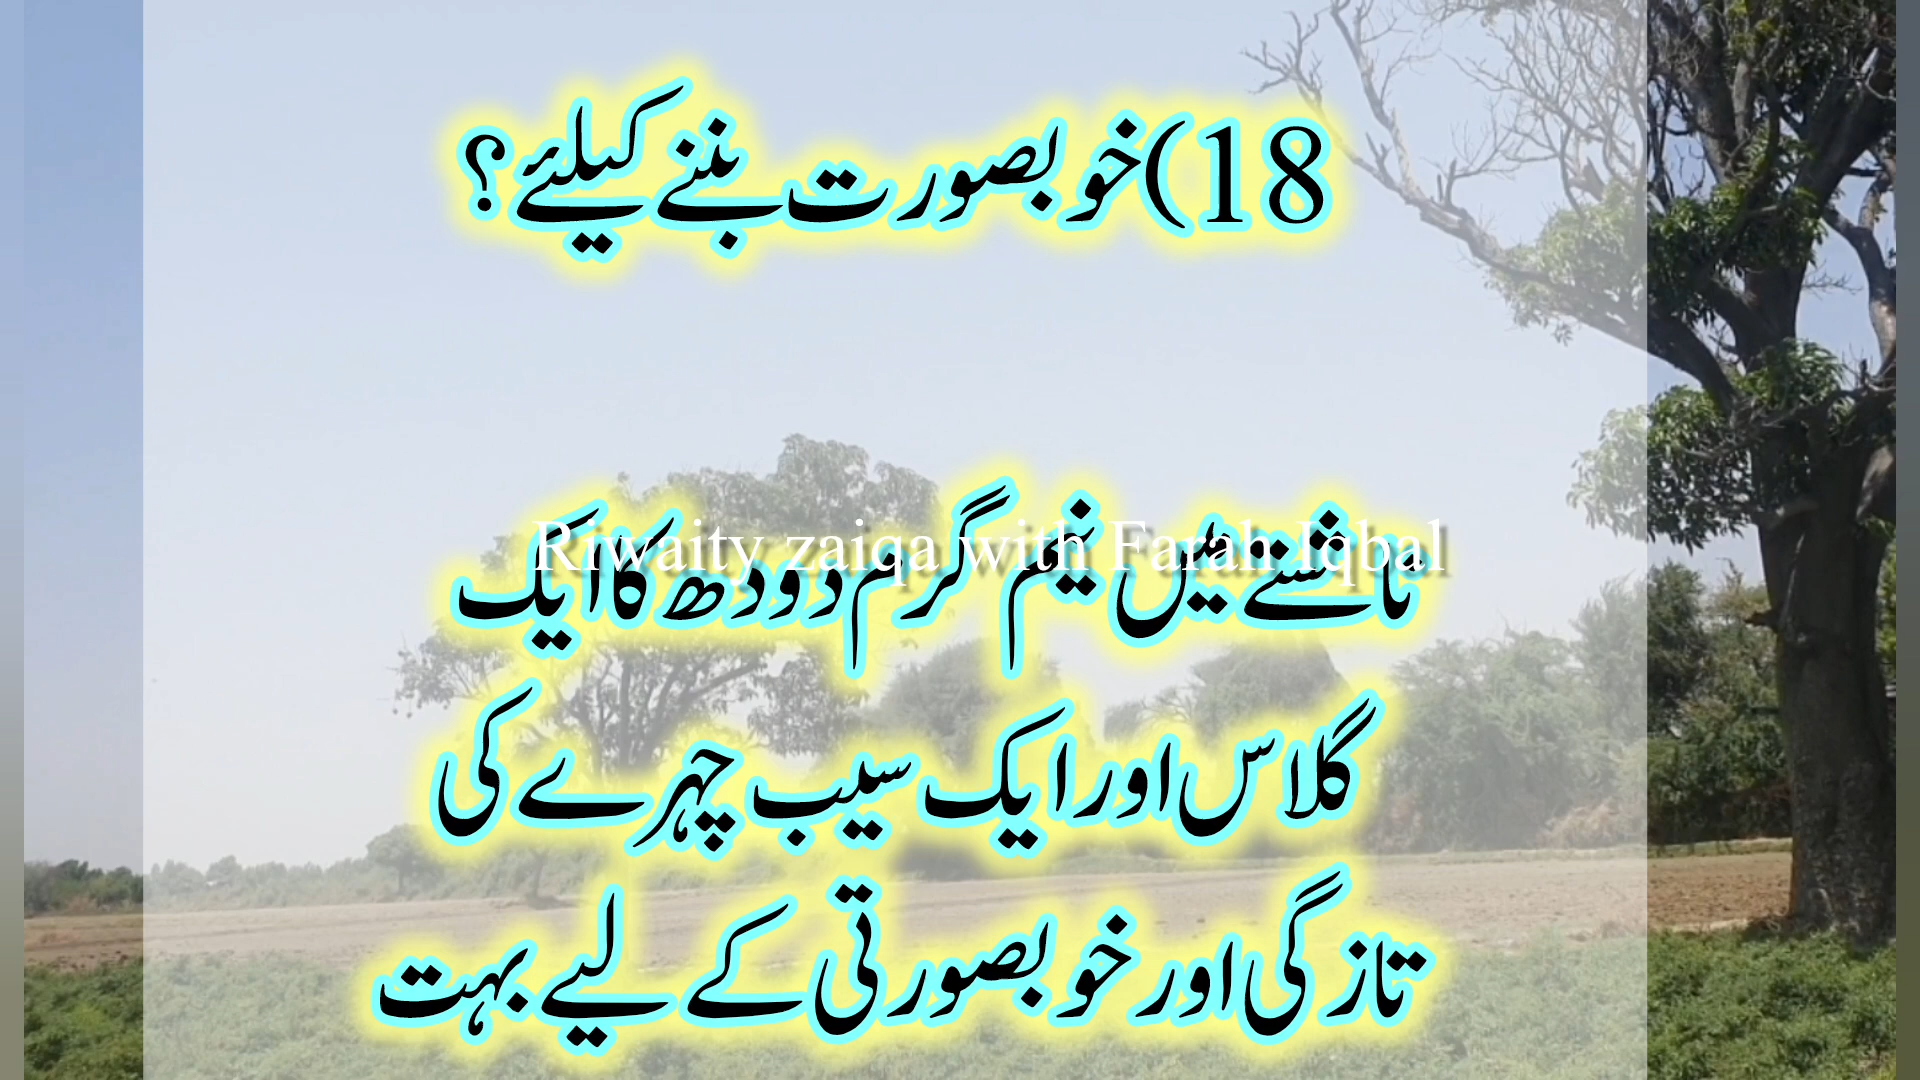 18)خوبصورت بننے کیلئے؟
ناشتے میں نیم گرم دودھ کا ایک
Riwaity zaiqa with Farah Iqbal
گلاس اور ایک سیب چہرے کی
تازگی اور خوبصورتی کے لیے بہت